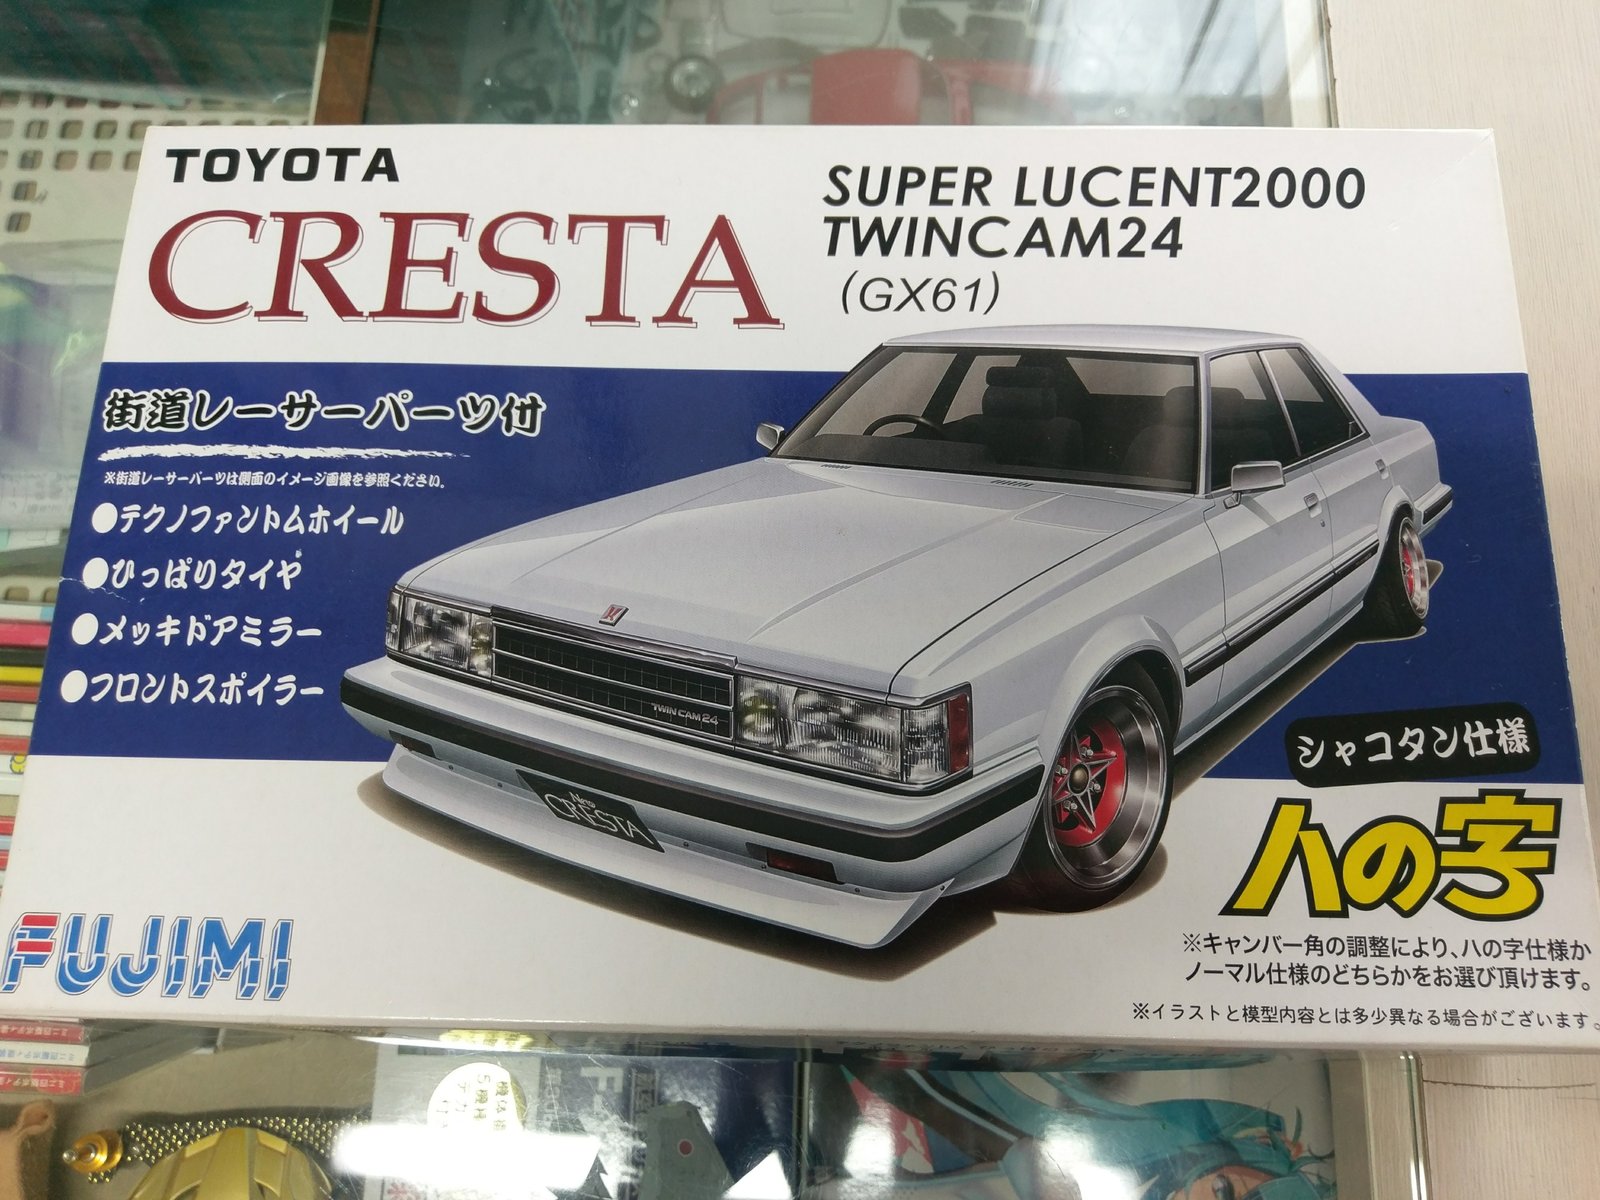 TOYOTA
CRESTA
SUPER LUCENT2000
TWINCAM24
(GX61)
街道レーサーパーツ付
※街道レーサーパーツは側面のイメージ画像を参照ください。
●テクノファントムホイール
●ひっぱりタイヤ
●メッキドアミラー
●フロントスポイラー
TWIN CAM 24
New
CRESTA
シャコタン仕様
ハの字
※キャンバー角の調整により、ハの字仕様か
ノーマル仕様のどちらかをお選び頂けます。
※イラストと模型内容とは多少異なる場合がございます。
FUJIMI